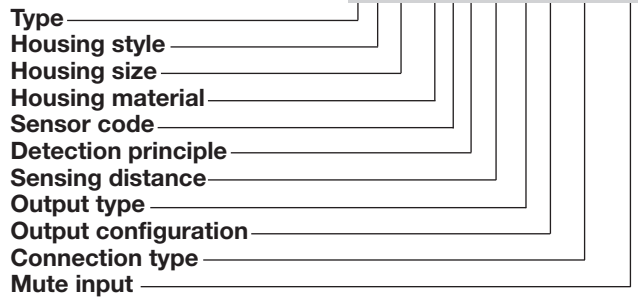 Type
Housing style
Housing size
Housing material
Sensor code
Detection principle
Sensing distance
Output type
Output configuration
Connection type
Mute input